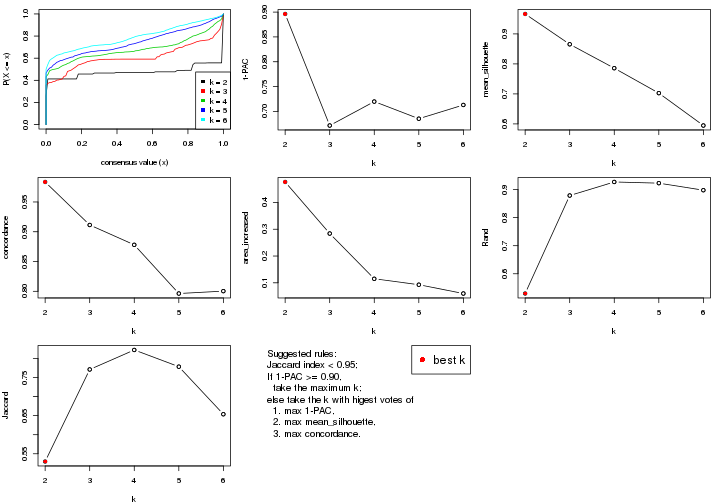 P(X <= x)
0.0 0.2 0.4 0.6 0.8 1.0
0.0 0.2 0.4 0.6 0.8 1.0
consensus value (x)
k = 2
k = 3
k = 4
k = 5
k = 6
1-PAC
0.70 0.75 0.80 0.85 0.90
2 3 4 5 6
k
mean_silhouette
0.6 0.7 0.8 0.9
2 3 4 5 6
k
concordance
0.80 0.85 0.90 0.95
2 3 4 5 6
k
area_increased
0.1 0.2 0.3 0.4
2 3 4 5 6
k
Rand
0.6 0.7 0.8 0.9
2 3 4 5 6
k
Jaccard
0.55 0.65 0.75
2 3 4 5 6
k
Suggested rules:
Jaccard index < 0.95;
If 1-PAC >= 0.90,
take the maximum k;
else take the k with higest votes of
1. max 1-PAC,
2. max mean_silhouette,
3. max concordance.
best k